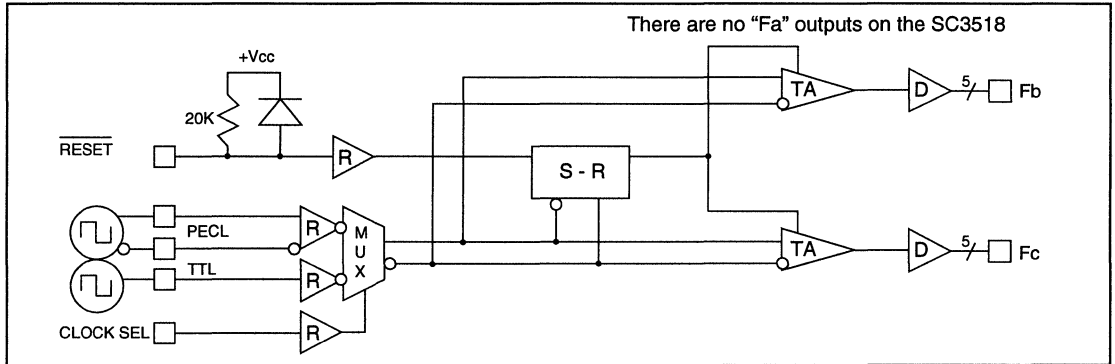 There are no “Fa” outputs on the SC3518
+Vcc
20K
RESET
R
S - R
TA
D
5
Fb
PECL
R
MUX
TTL
R
TA
D
5
Fc
CLOCK SEL
R